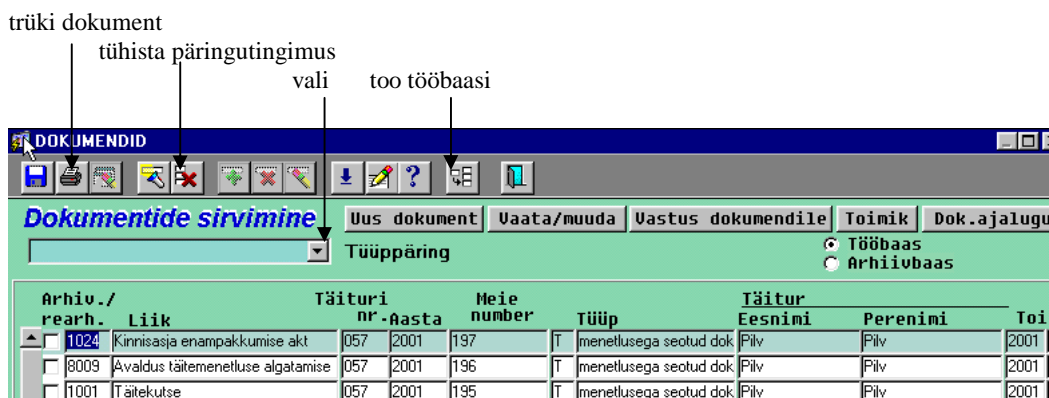 trüki dokument
tühista päringutingimus
vali too tööbaasi
DOKUMENDID
Dokumentide sirvimine Uus dokument Vaata/muuda Vastus dokumendile Toimik Dok.ajalugu
Tüüppäring Tööbaas
Arhiivbaas
Arhiv./ Täituri Meie Täitur
rearh. Liik nr. Aasta number Tüüp Eesnimi Perenimi Toi
1024 Kinnisasja enampakkumise akt 057 2001 197 T menetlusega seotud dok Pilv Pilv 2001
8009 Avaldus täitemenetluse algatamise 057 2001 196 T menetlusega seotud dok Pilv Pilv 2001
1001 Täitekutse 057 2001 195 T menetlusega seotud dok Pilv Pilv 2001